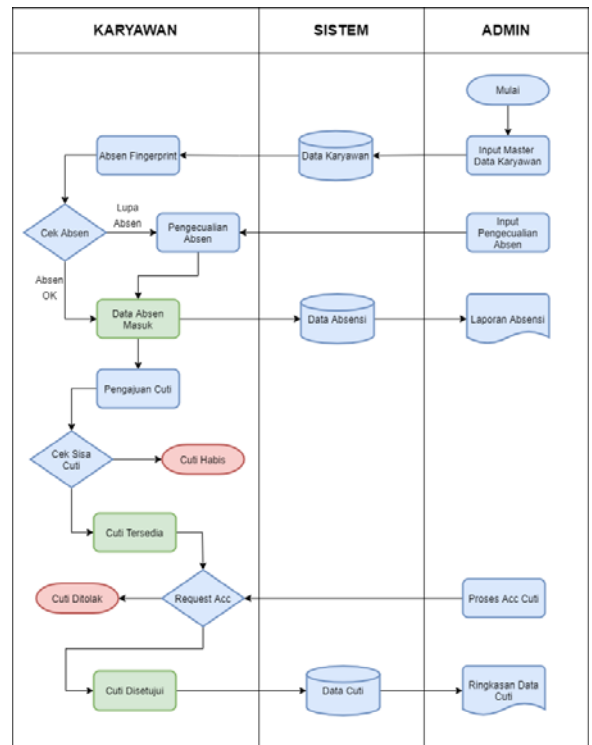 KARYAWAN
SISTEM
ADMIN
Mulai
Absen Fingerprint
Data Karyawan
Input Master
Data Karyawan
Lupa
Absen
Cek Absen
Pengecualian
Absen
Input
Pengecualian
Absen
Absen
OK
Data Absen
Masuk
Data Absensi
Laporan Absensi
Pengajuan Cuti
Cek Sisa
Cuti
Cuti Habis
Cuti Tersedia
Cuti Ditolak
Request Acc
Proses Acc Cuti
Cuti Disetujui
Data Cuti
Ringkasan Data
Cuti